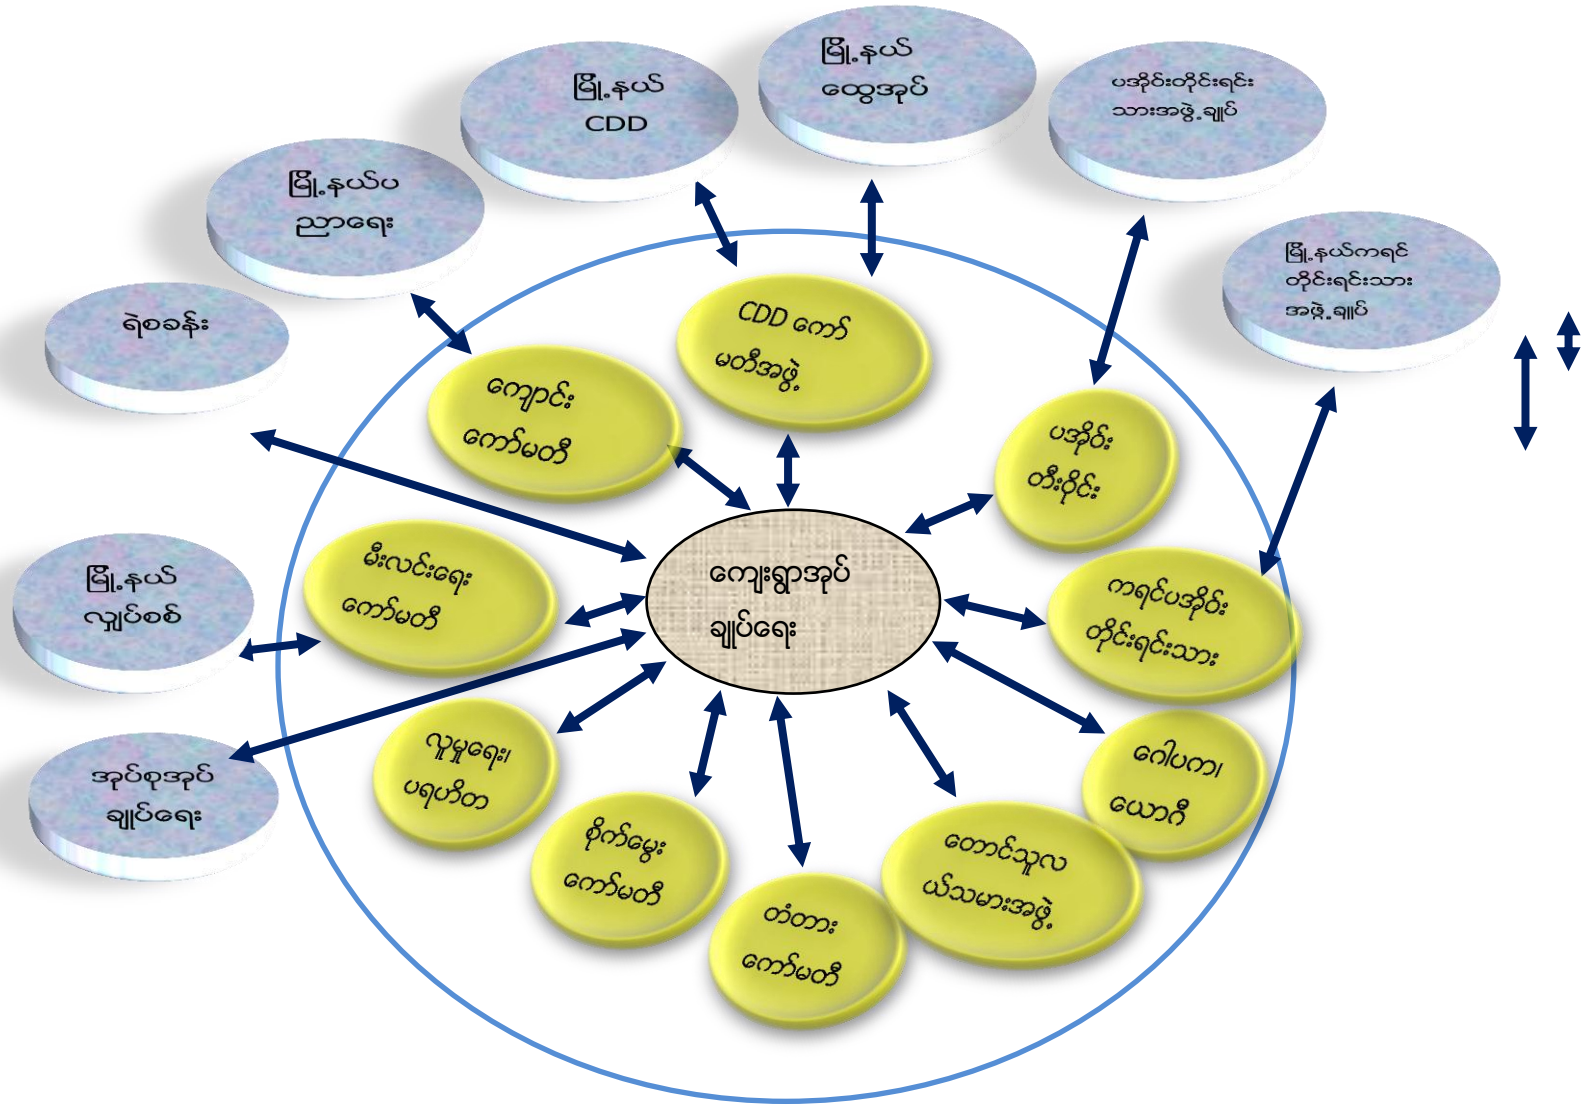 မြို့နယ်
CDD
မြို့နယ်
ထွေအုပ်
ပအိုဝ်းတိုင်းရင်း
သားအဖွဲ့ချုပ်
မြို့နယ်ပ
ညာရေး
မြို့နယ်ကရင်
တိုင်းရင်းသား
အဖွဲ့ချုပ်
ရဲစခန်း
CDD ကော်
မတီအဖွဲ့
ကျောင်း
ကော်မတီ
ပအိုဝ်း
တီးဝိုင်း
မြို့နယ်
လျှပ်စစ်
မီးလင်းရေး
ကော်မတီ
ကျေးရွာအုပ်
ချုပ်ရေး
ကရင်ပအိုဝ်း
တိုင်းရင်းသား
အုပ်စုအုပ်
ချုပ်ရေး
လူမှုရေး၊
ပရဟိတ
ဂေါပက၊
ယောဂီ
စိုက်မွေး
ကော်မတီ
တံတား
ကော်မတီ
တောင်သူလ
ယ်သမားအဖွဲ့